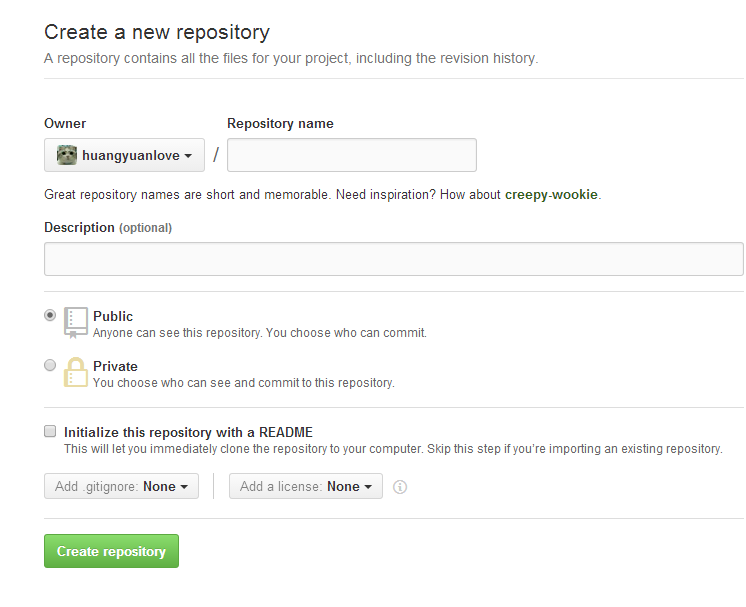 Create a new repository
A repository contains all the files for your project, including the revision history.
Owner
Repository name
huangyuanlove
/
Great repository names are short and memorable. Need inspiration? How about creepy-wookie.
Description (optional)
Public
Anyone can see this repository. You choose who can commit.
Private
You choose who can see and commit to this repository.
Initialize this repository with a README
This will let you immediately clone the repository to your computer. Skip this step if you’re importing an existing repository.
Add .gitignore: None
Add a license: None
Create repository